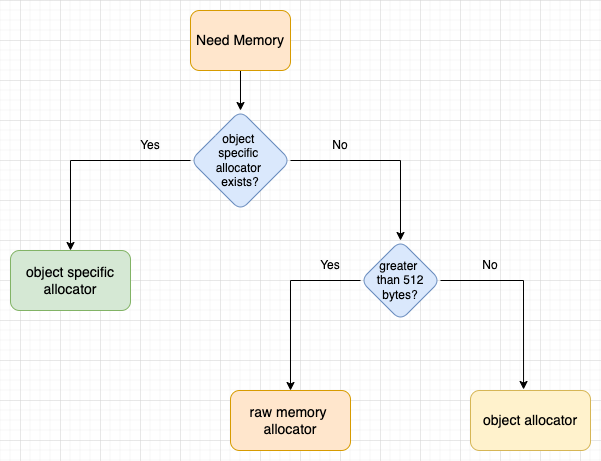 Need Memory
object
specific
allocator
exists?
Yes
No
object specific
allocator
greater
than 512
bytes?
Yes
No
raw memory
allocator
object allocator